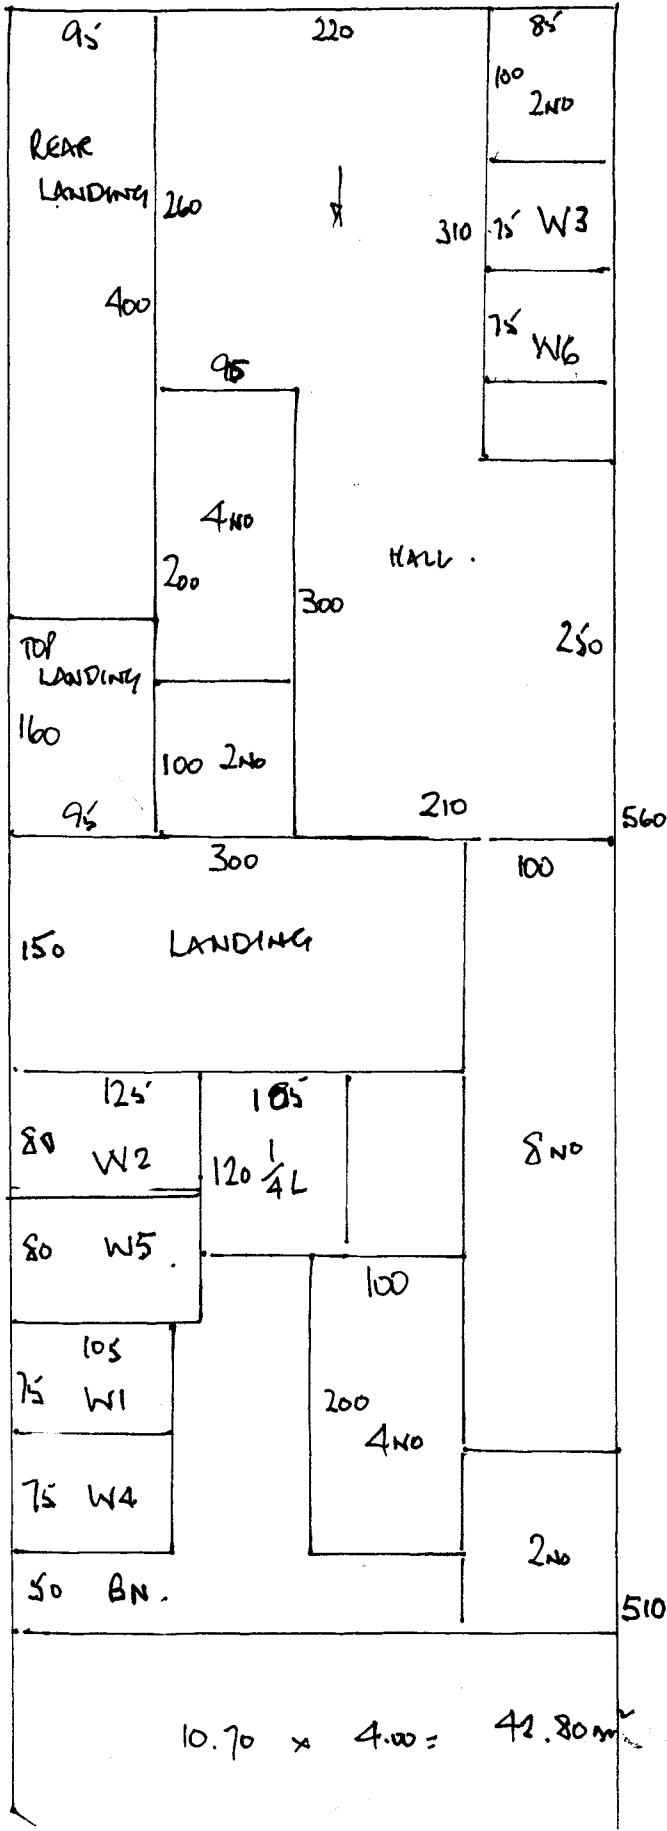 95 220 85
100
2NO
REAR
LANDING 260
310 75 W3
400
75
W6
95
4NO
HALL .
200
300
TOP
LANDING
250
160
100 2NO
95 210 560
300 100
150 LANDING
125 185
80 W2 120 1/4 L 8NO
80 W5 .
100
105
75 W1 200
4NO
75 W4
2NO
50 BN . 510
10.70 x 4.00 = 42.80m²